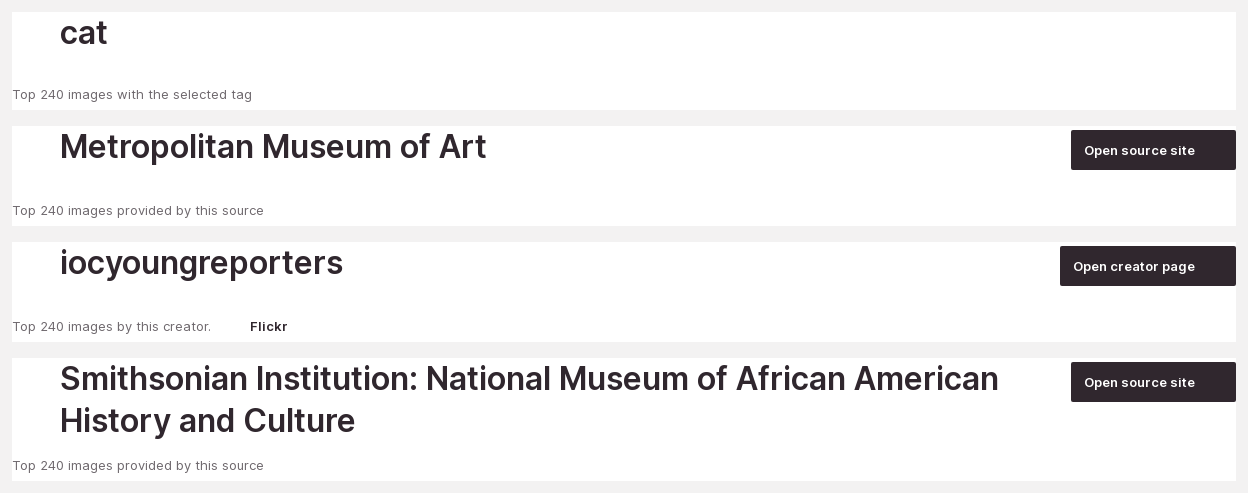 cat
Top 240 images with the selected tag
Metropolitan Museum of Art
Open source site
Top 240 images provided by this source
iocyoungreporters
Open creator page
Top 240 images by this creator. Flickr
Smithsonian Institution: National Museum of African American
History and Culture
Open source site
Top 240 images provided by this source